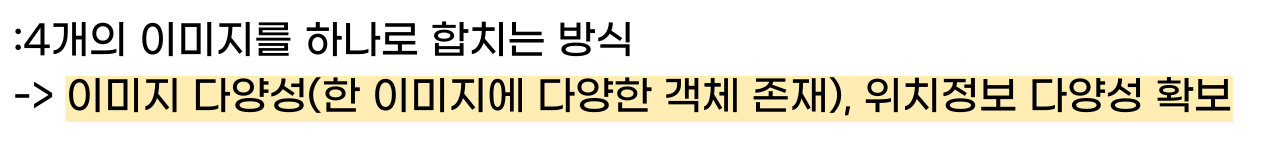 :4개의 이미지를 하나로 합치는 방식
-> 이미지 다양성(한 이미지에 다양한 객체 존재), 위치정보 다양성 확보